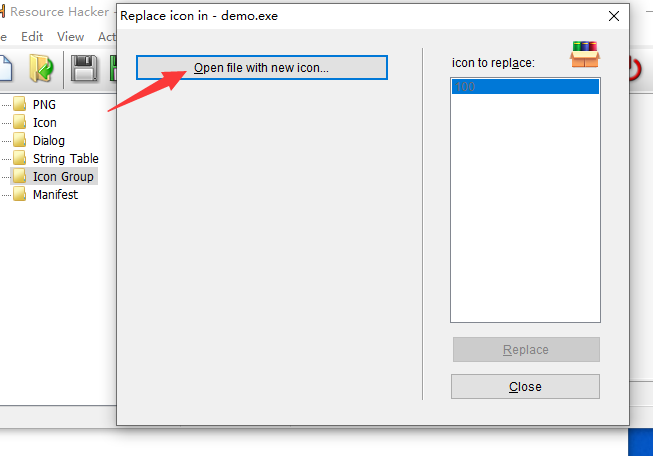 Resource Hacker -
Replace icon in - demo.exe
Edit View
Open file with new icon...
icon to replace:
100
PNG
Icon
Dialog
String Table
Icon Group
Manifest
Replace
Close